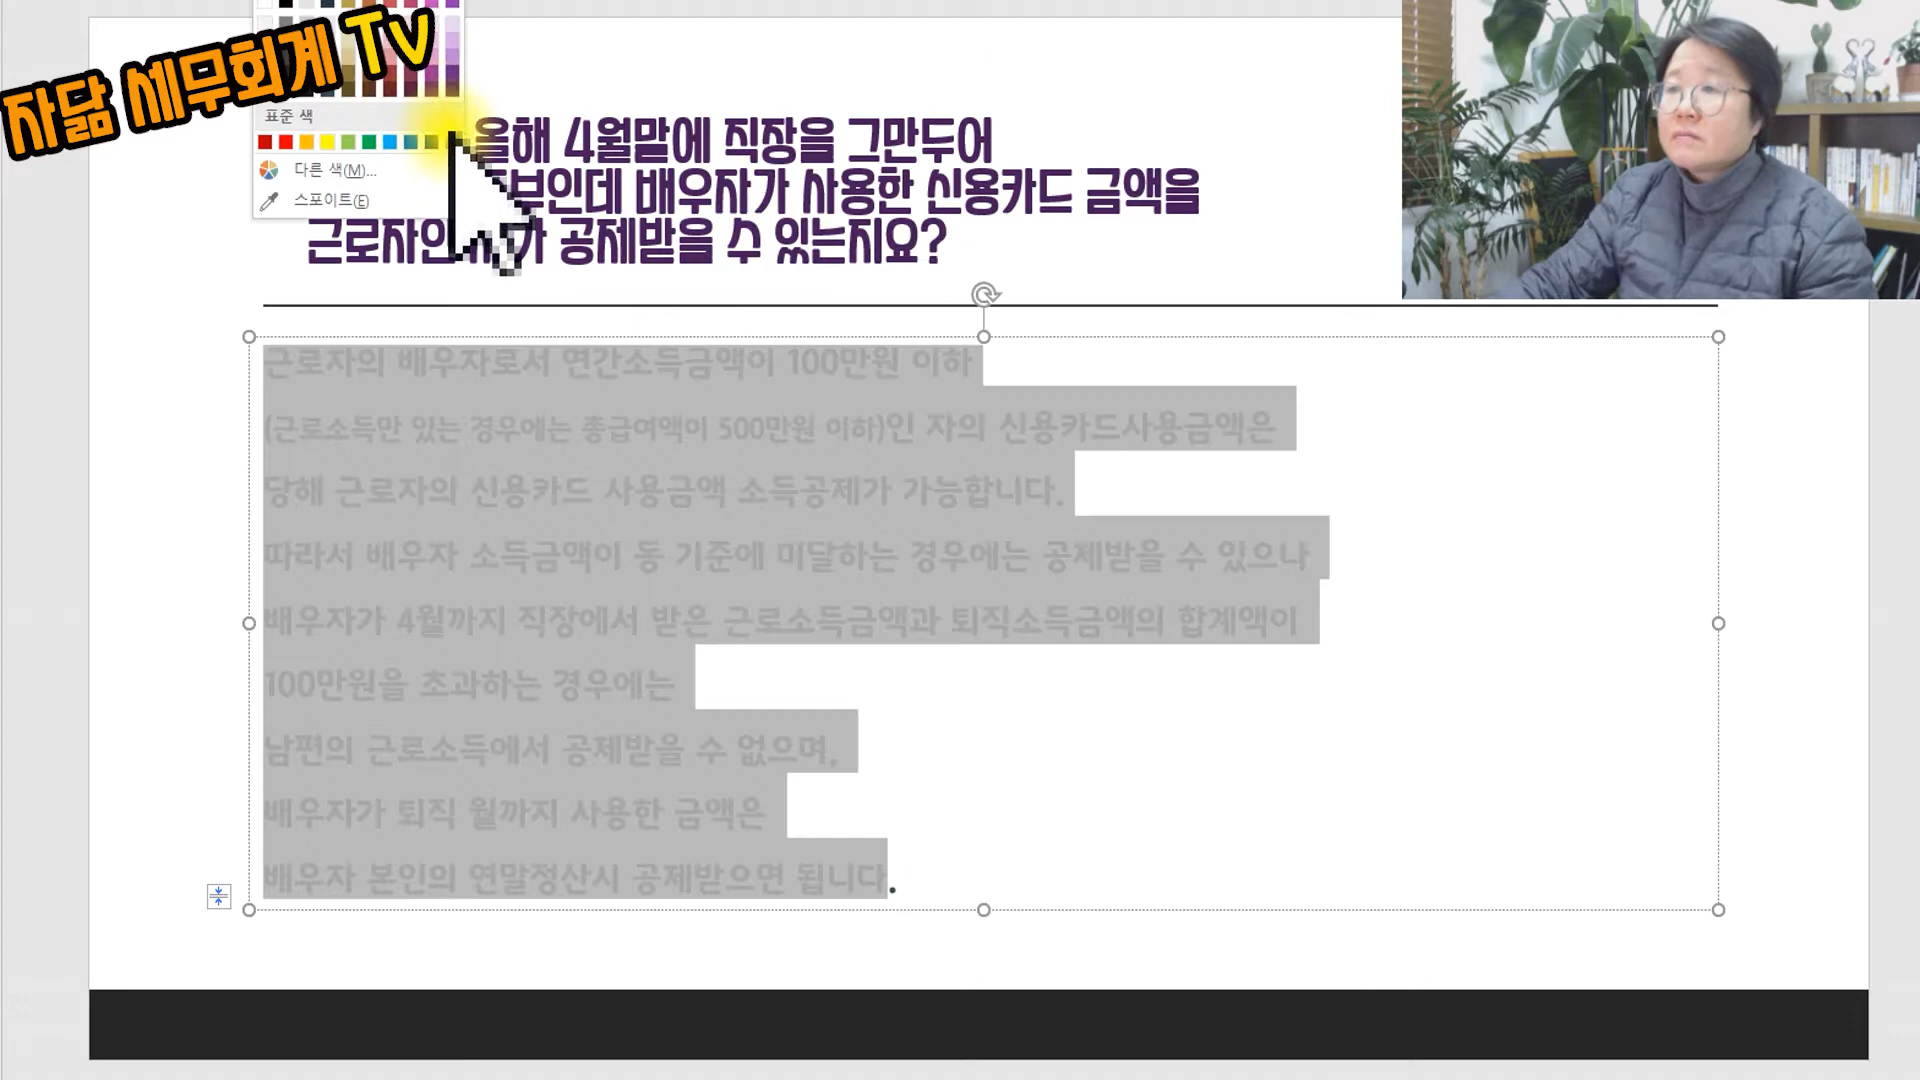 자닮 세무회계 TV
표준 색
다른 색(M)...
스포이트(E)
올해 4월말에 직장을 그만두어
부인데 배우자가 사용한 신용카드 금액을
근로자인 가 공제받을 수 있는지요?
근로자의 배우자로서 연간소득금액이 100만원 이하
(근로소득만 있는 경우에는 총급여액이 500만원 이하)인 자의 신용카드사용금액은
당해 근로자의 신용카드 사용금액 소득공제가 가능합니다.
따라서 배우자 소득금액이 동 기준에 미달하는 경우에는 공제받을 수 있으나
배우자가 4월까지 직장에서 받은 근로소득금액과 퇴직소득금액의 합계액이
100만원을 초과하는 경우에는
남편의 근로소득에서 공제받을 수 없으며,
배우자가 퇴직 월까지 사용한 금액은
배우자 본인의 연말정산시 공제받으면 됩니다.